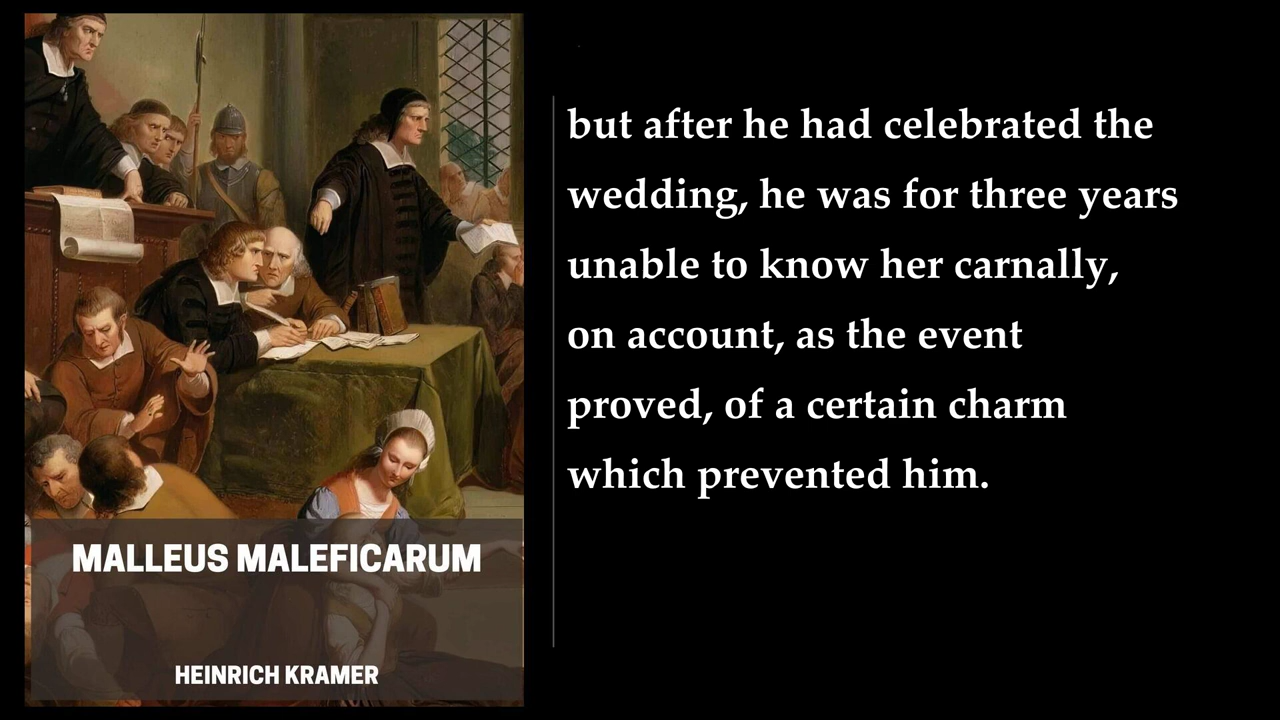 but after he had celebrated the
wedding, he was for three years
unable to know her carnally,
on account, as the event
proved, of a certain charm
which prevented him.
MALLEUS MALEFICARUM
HEINRICH KRAMER